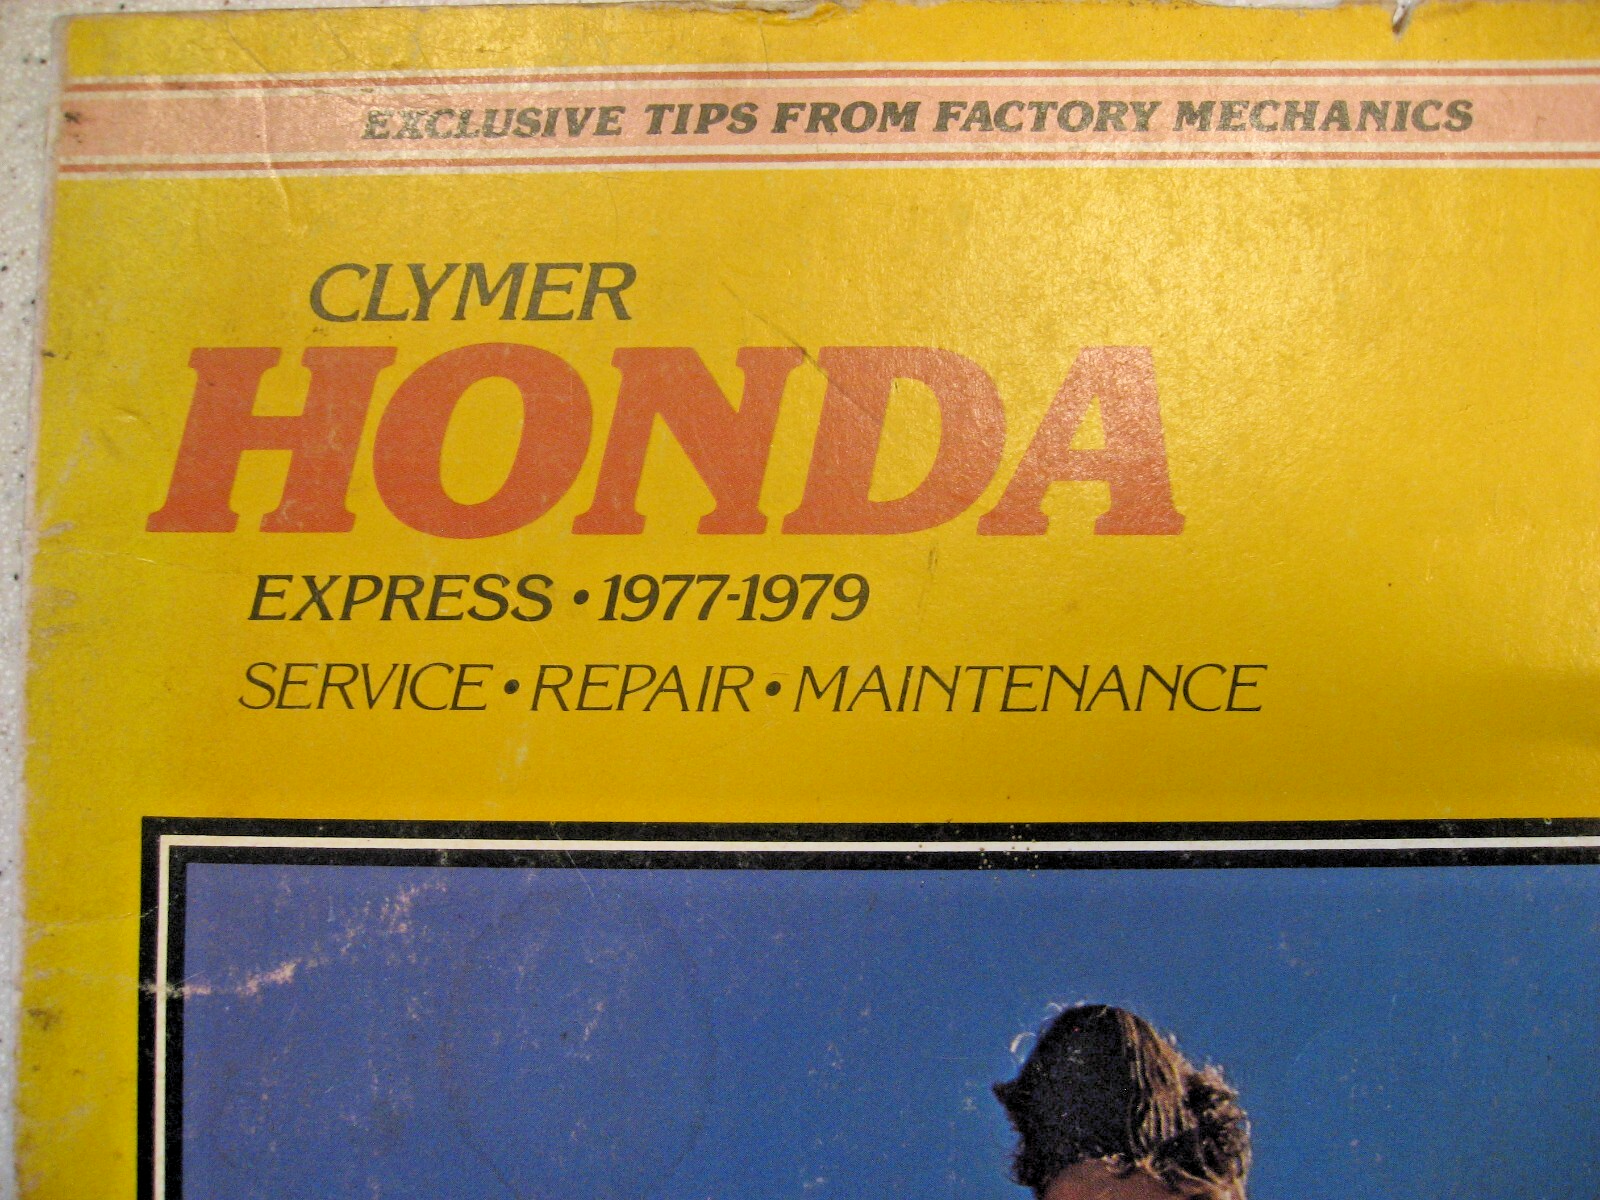 EXCLUSIVE TIPS FROM FACTORY MECHANICS
CLYMER
HONDA
EXPRESS • 1977-1979
SERVICE • REPAIR • MAINTENANCE